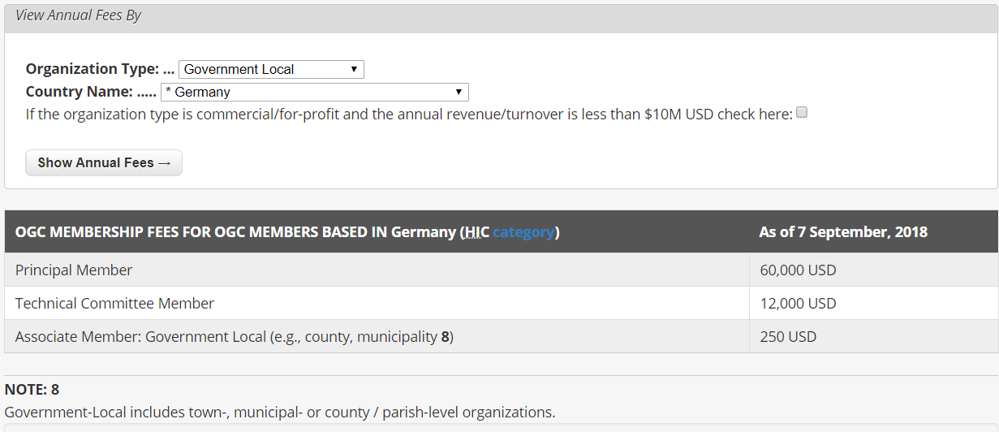 View Annual Fees By
Organization Type: ... Government Local
Country Name: ..... * Germany
If the organization type is commercial/for-profit and the annual revenue/turnover is less than $10M USD check here:
Show Annual Fees →
OGC MEMBERSHIP FEES FOR OGC MEMBERS BASED IN Germany (HIC category) As of 7 September, 2018
Principal Member 60,000 USD
Technical Committee Member 12,000 USD
Associate Member: Government Local (e.g., county, municipality 8) 250 USD
NOTE: 8
Government-Local includes town-, municipal- or county / parish-level organizations.